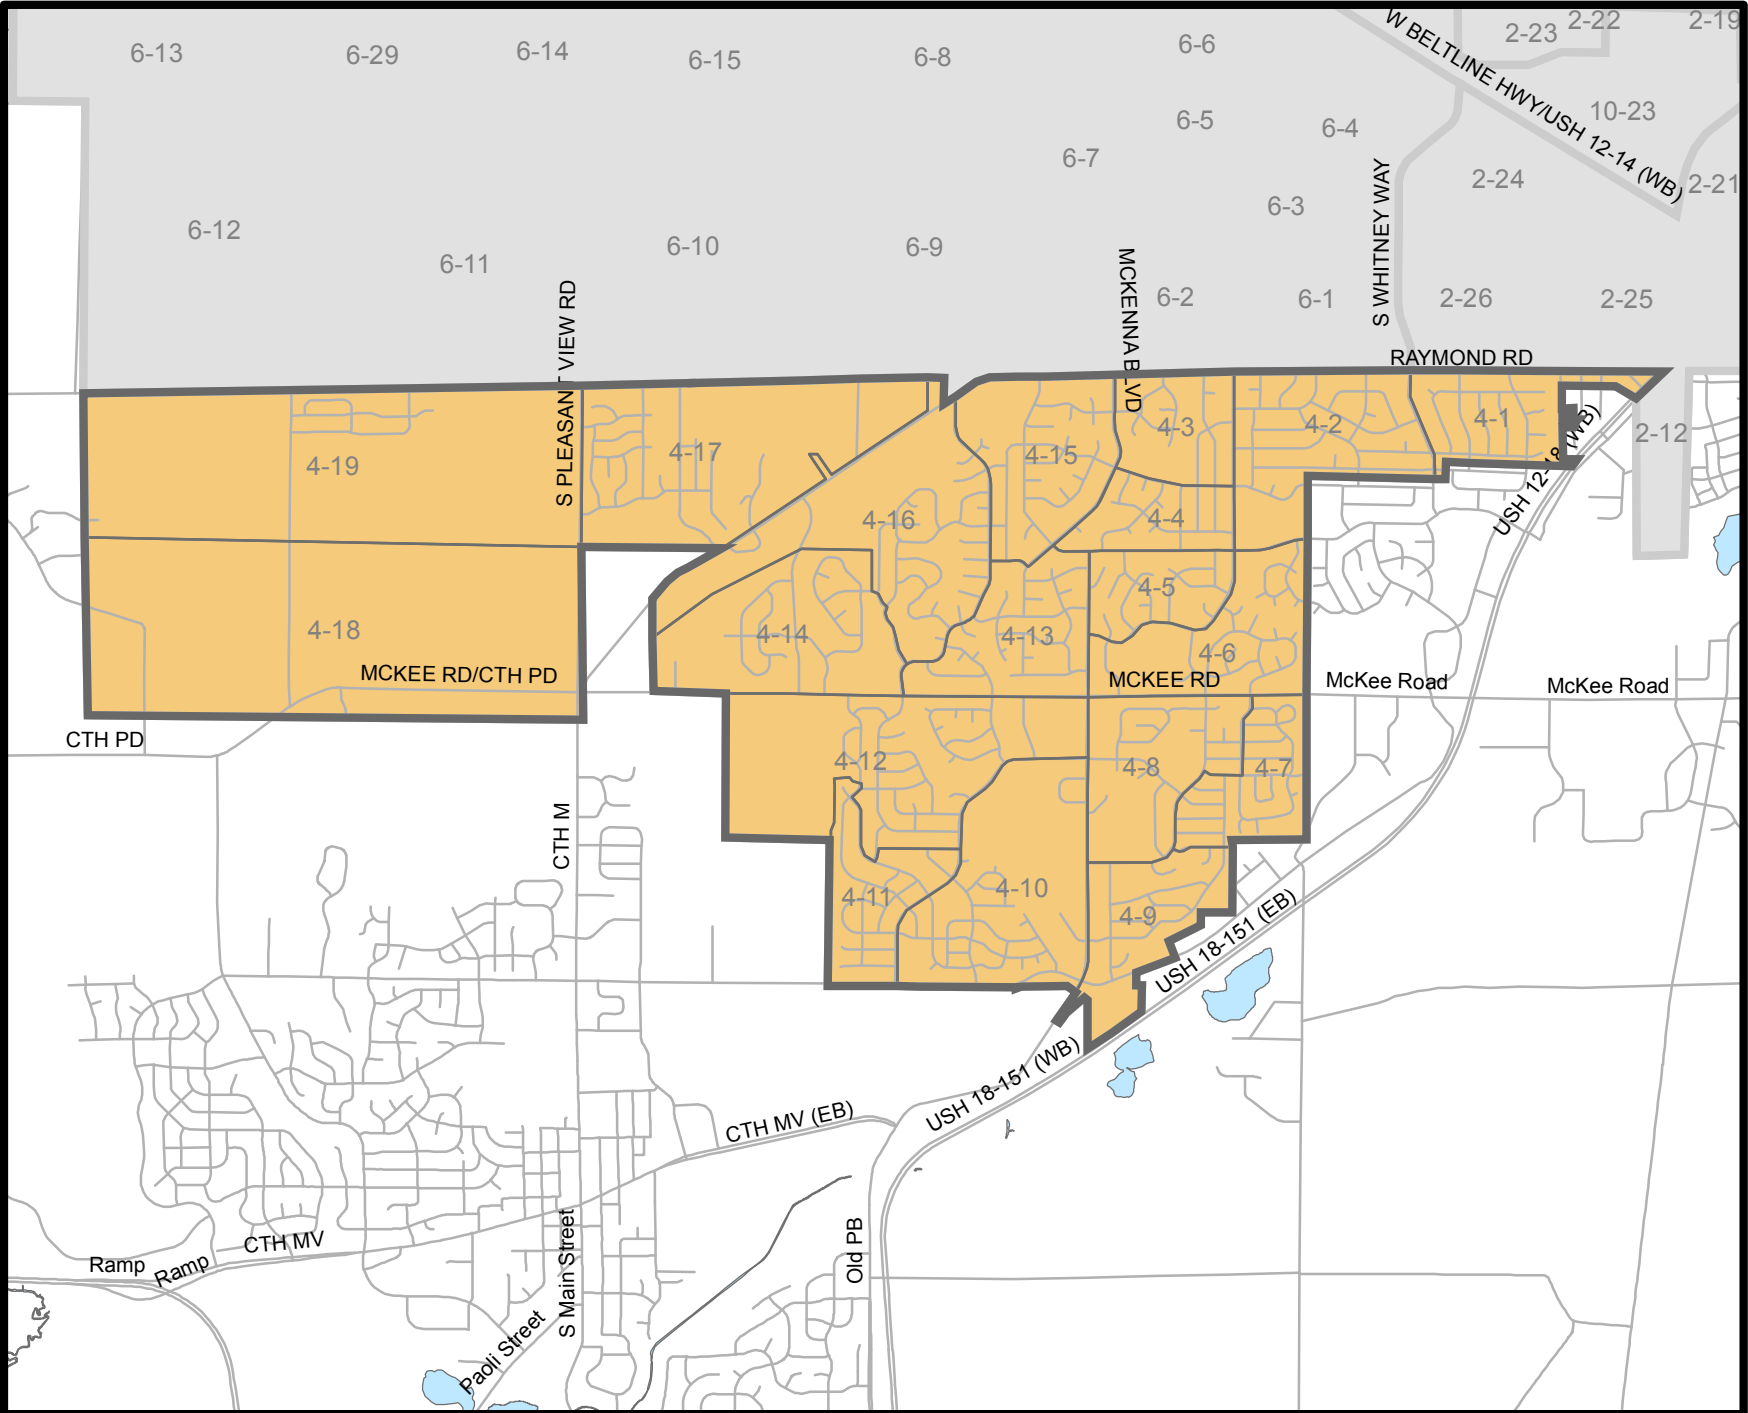 6-13
6-29
6-14
6-15
6-8
6-6
2-23
2-22
2-19
W BELTLINE HWY/USH 12-14 (WB)
10-23
6-5
6-4
6-7
2-24
2-21
6-3
S WHITNEY WAY
6-12
6-11
6-10
6-9
MCKENNA BLVD
6-2
6-1
2-26
2-25
S PLEASANT VIEW RD
RAYMOND RD
4-19
4-17
4-15
4-3
4-2
4-1
2-12
4-16
4-4
USH 12-18 (WB)
4-5
4-18
4-14
4-13
4-6
MCKEE RD/CTH PD
MCKEE RD
McKee Road
McKee Road
CTH PD
4-12
4-8
4-7
CTH M
4-11
4-10
4-9
USH 18-151 (EB)
USH 18-151 (WB)
CTH MV (EB)
CTH MV
Ramp
Ramp
S Main Street
Old PB
Paoli Street